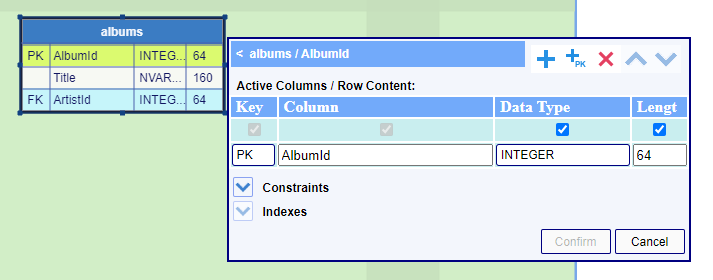 albums
PK AlbumId INTEG... 64
Title NVAR... 160
FK ArtistId INTEG... 64
< albums / AlbumId
PK
Active Columns / Row Content:
Key Column Data Type Lengt
PK AlbumId INTEGER 64
Constraints
Indexes
Confirm Cancel